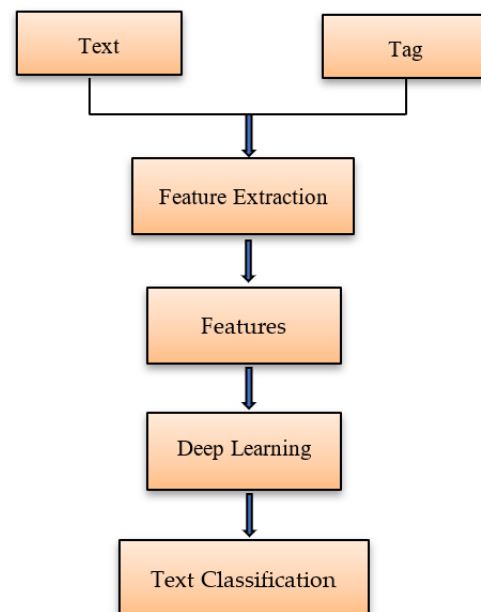 Text
Tag
Feature Extraction
Features
Deep Learning
Text Classification